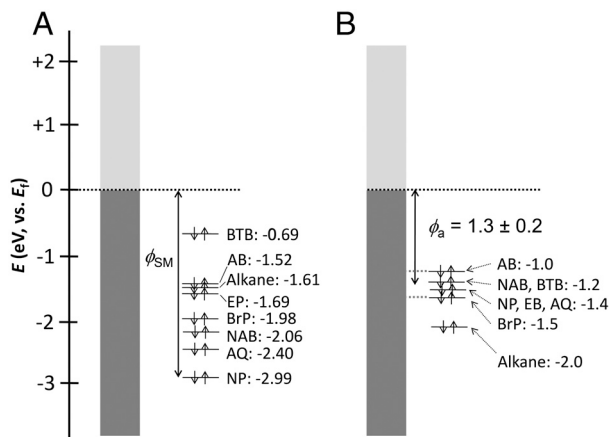 A
B
+2
+1
0
-1
-2
-3
E (eV, vs. Ef)
ϕSM
BTB: -0.69
AB: -1.52
Alkane: -1.61
EP: -1.69
BrP: -1.98
NAB: -2.06
AQ: -2.40
NP: -2.99
ϕa = 1.3 ± 0.2
AB: -1.0
NAB, BTB: -1.2
NP, EB, AQ: -1.4
BrP: -1.5
Alkane: -2.0